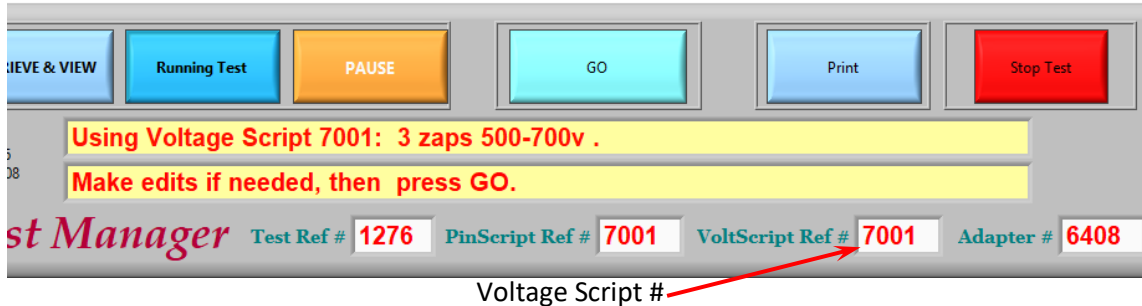 IEVE & VIEW Running Test PAUSE GO Print Stop Test
Using Voltage Script 7001: 3 zaps 500-700v .
Make edits if needed, then press GO.
08
st Manager Test Ref # 1276 PinScript Ref # 7001 VoltScript Ref # 7001 Adapter # 6408
Voltage Script #